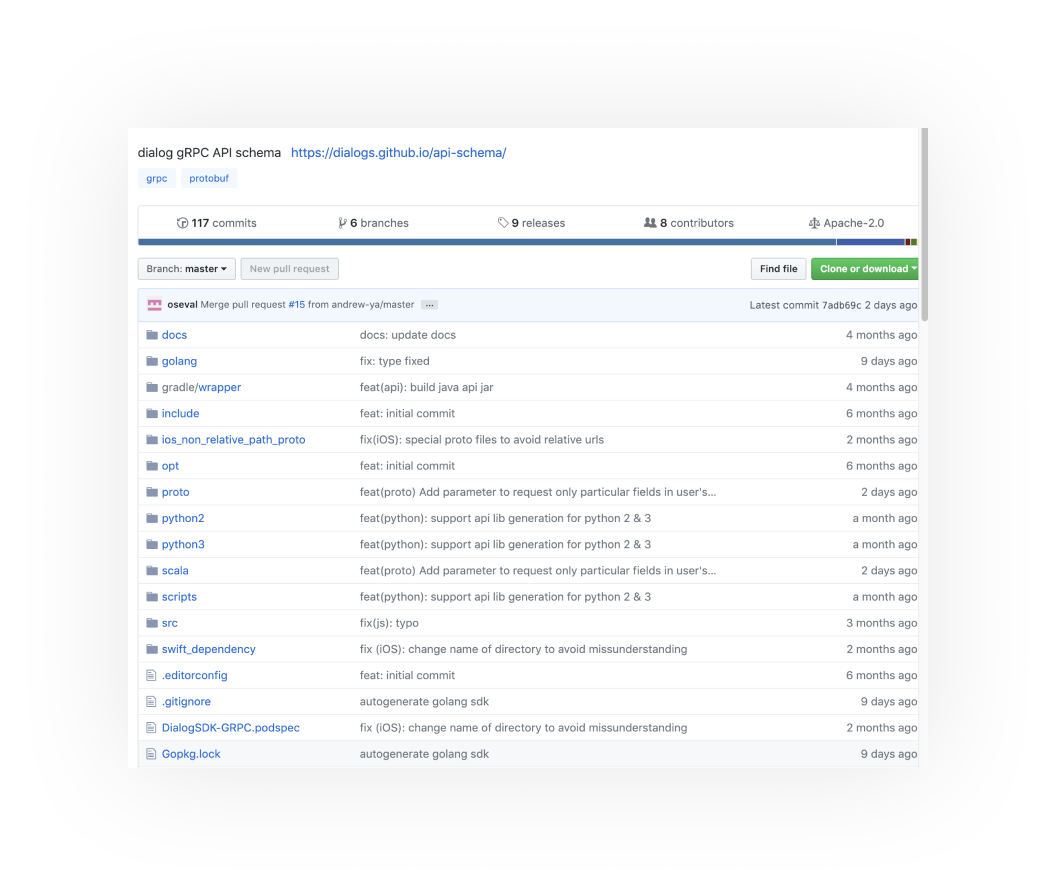 dialog gRPC API schema https://dialogs.github.io/api-schema/
grpc protobuf
117 commits 6 branches 9 releases 8 contributors Apache-2.0
Branch: master New pull request Find file Clone or download
oseval Merge pull request #15 from andrew-ya/master ... Latest commit 7adb69c 2 days ago
docs docs: update docs 4 months ago
golang fix: type fixed 9 days ago
gradle/wrapper feat(api): build java api jar 4 months ago
include feat: initial commit 6 months ago
ios_non_relative_path_proto fix(iOS): special proto files to avoid relative urls 2 months ago
opt feat: initial commit 6 months ago
proto feat(proto) Add parameter to request only particular fields in user's... 2 days ago
python2 feat(python): support api lib generation for python 2 & 3 a month ago
python3 feat(python): support api lib generation for python 2 & 3 a month ago
scala feat(proto) Add parameter to request only particular fields in user's... 2 days ago
scripts feat(python): support api lib generation for python 2 & 3 a month ago
src fix(js): typo 3 months ago
swift_dependency fix (iOS): change name of directory to avoid missunderstanding 2 months ago
.editorconfig feat: initial commit 6 months ago
.gitignore autogenerate golang sdk 9 days ago
DialogSDK-GRPC.podspec fix (iOS): change name of directory to avoid missunderstanding 2 months ago
Gopkg.lock autogenerate golang sdk 9 days ago